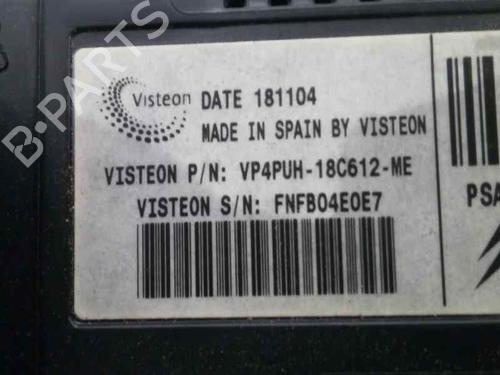 Visteon
DATE 181104
MADE IN SPAIN BY VISTEON
VISTEON P/N: VP4PUH-18C612-ME
VISTEON S/N: FNFB04E0E7
PSA
B-PARTS